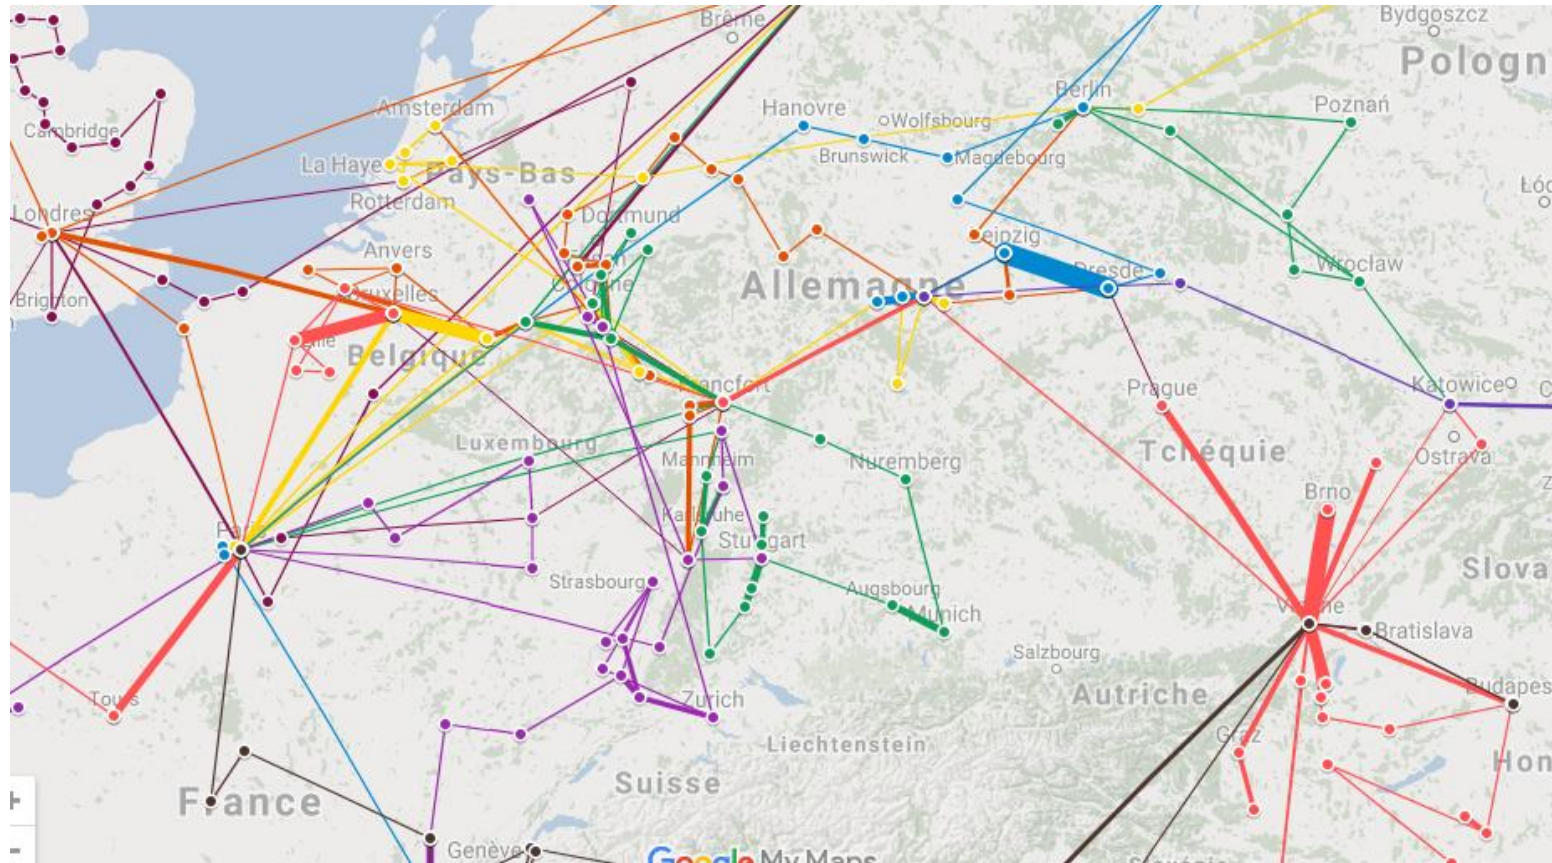 Brême
Bydgoszcz
Pologn
Berlin
Amsterdam
Hanovre
Wolfsbourg
Poznań
Cambridge
La Haye
Pays-Bas
Brunswick
Magdebourg
Rotterdam
Londres
Dortmund
Anvers
Leipzig
Wrocław
Dresde
Brighton
Bruxelles
Allemagne
Belgique
Francfort
Prague
Katowice
Luxembourg
Mannheim
Nuremberg
Tchéquie
Ostrava
Brno
Karlsruhe
Stuttgart
Strasbourg
Augsbourg
Munich
Slova
Bratislava
Salzbourg
Tours
Zurich
Autriche
Budapes
Graz
Liechtenstein
Hon
Suisse
France
Genève
Google My Maps